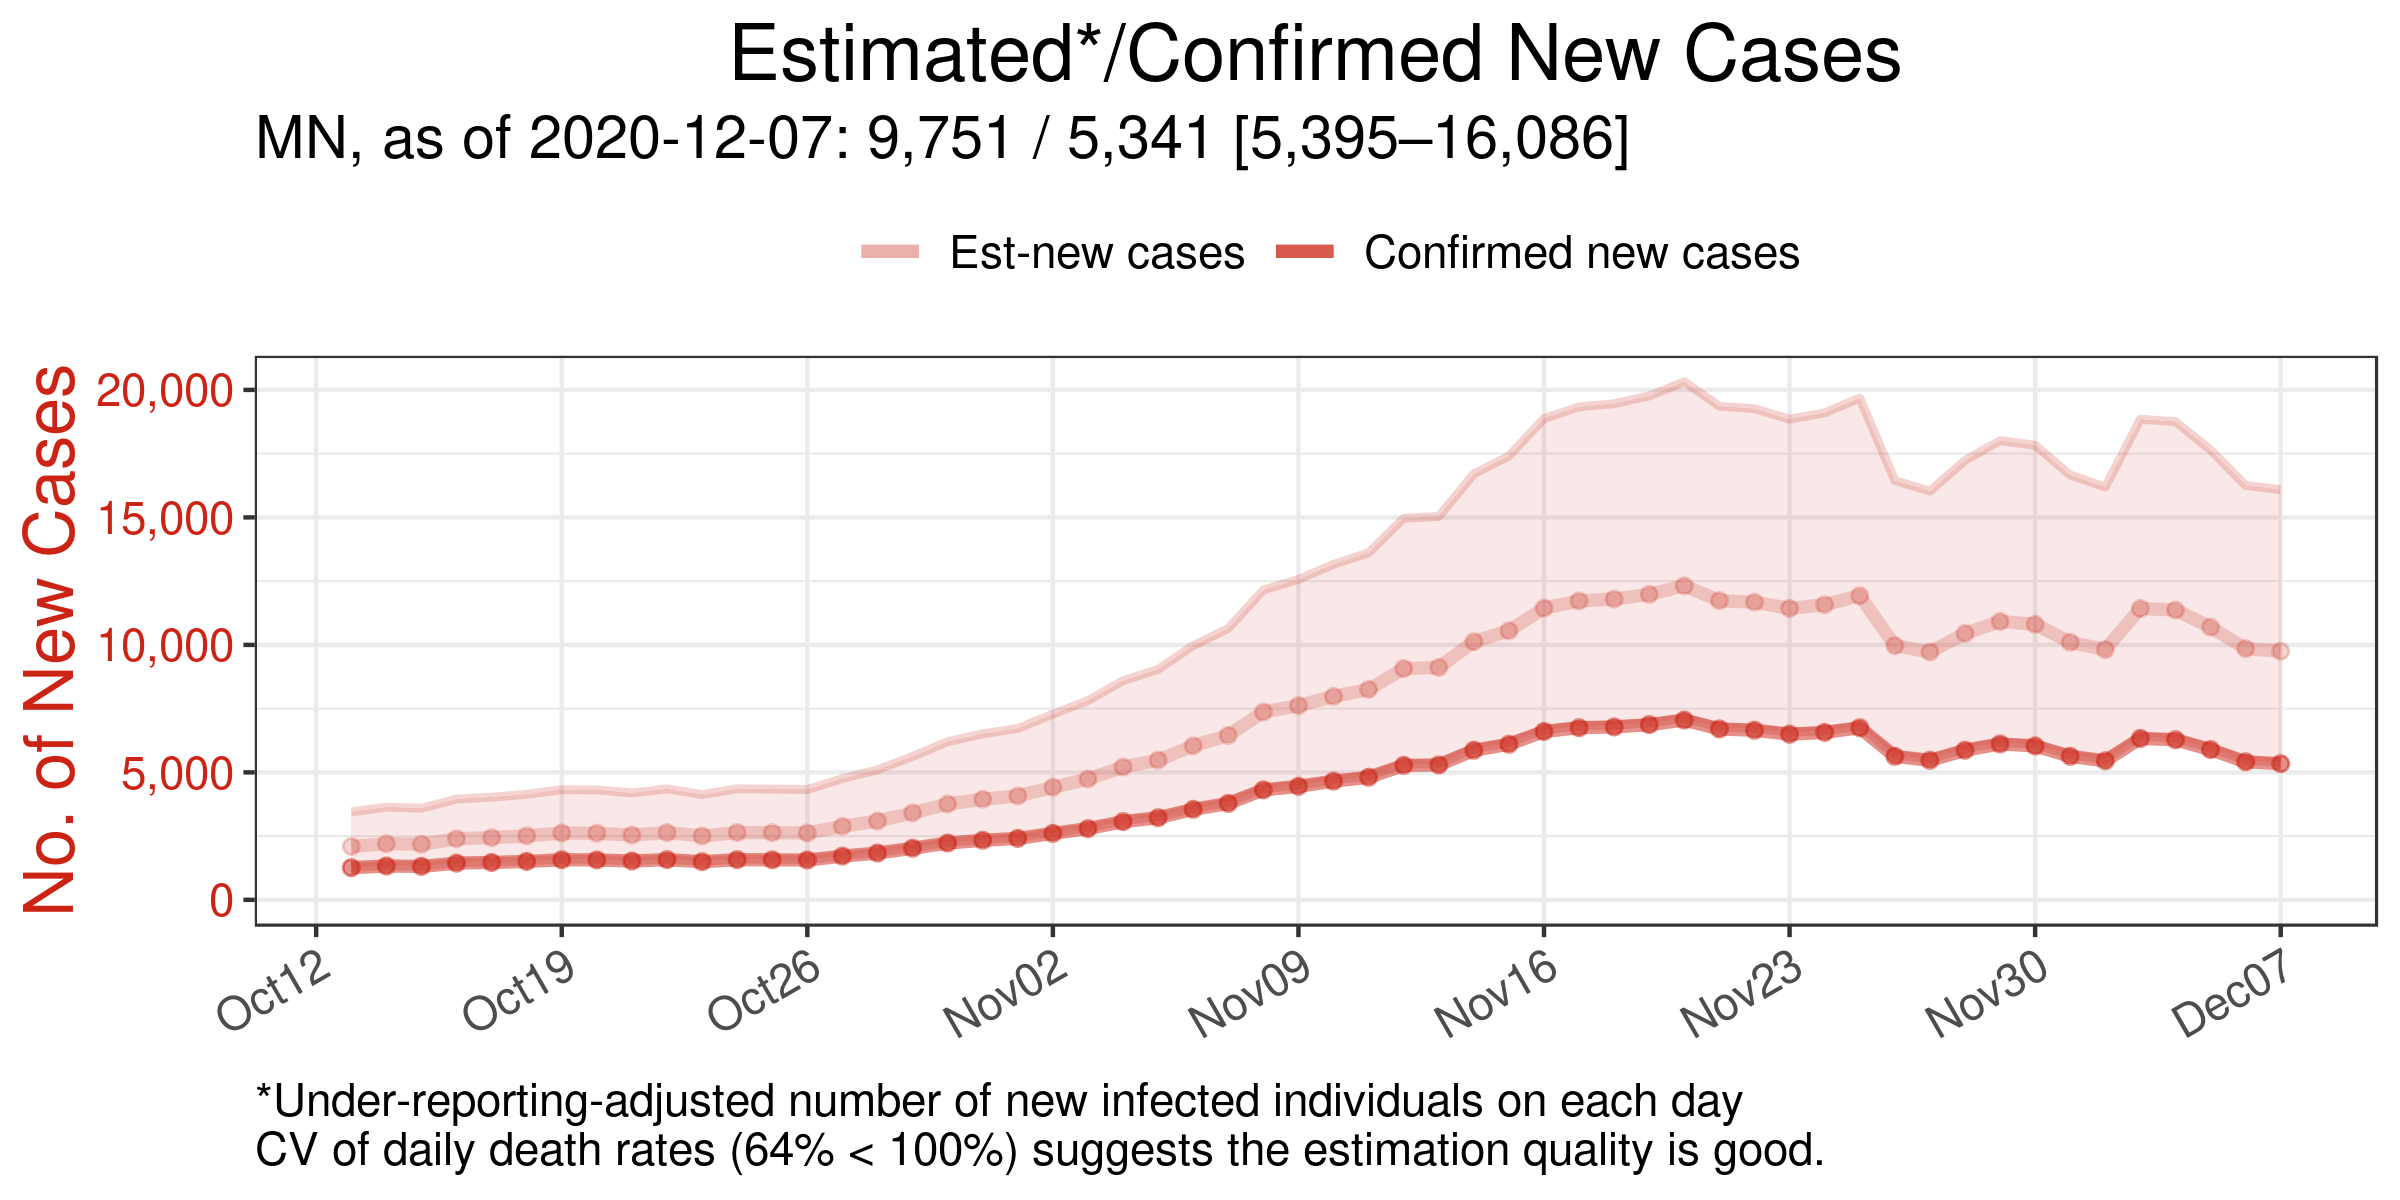 Estimated*/Confirmed New Cases
MN, as of 2020-12-07: 9,751 / 5,341 [5,395–16,086]
Est-new cases
Confirmed new cases
No. of New Cases
20,000
15,000
10,000
5,000
0
Oct12
Oct19
Oct26
Nov02
Nov09
Nov16
Nov23
Nov30
Dec07
*Under-reporting-adjusted number of new infected individuals on each day
CV of daily death rates (64% < 100%) suggests the estimation quality is good.